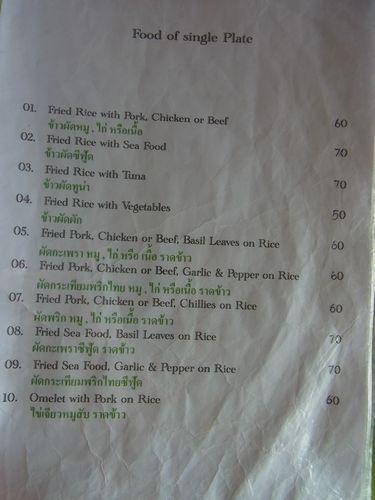 Food of single Plate
01. Fried Rice with Pork, Chicken or Beef 60
ข้าวผัดหมู , ไก่ หรือเนื้อ
02. Fried Rice with Sea Food 70
ข้าวผัดซีฟู้ด
03. Fried Rice with Tuna 70
ข้าวผัดทูน่า
04. Fried Rice with Vegetables 50
ข้าวผัดผัก
05. Fried Pork, Chicken or Beef, Basil Leaves on Rice 60
ผัดกะเพรา หมู , ไก่ หรือ เนื้อ ราดข้าว
06. Fried Pork, Chicken or Beef, Garlic & Pepper on Rice 60
ผัดกระเทียมพริกไทย หมู , ไก่ หรือเนื้อ ราดข้าว
07. Fried Pork, Chicken or Beef, Chillies on Rice 60
ผัดพริก หมู , ไก่ หรือเนื้อ ราดข้าว
08. Fried Sea Food, Basil Leaves on Rice 70
ผัดกะเพราซีฟู้ด ราดข้าว
09. Fried Sea Food, Garlic & Pepper on Rice 70
ผัดกระเทียมพริกไทยซีฟู้ด
10. Omelet with Pork on Rice 60
ไข่เจียวหมูสับ ราดข้าว